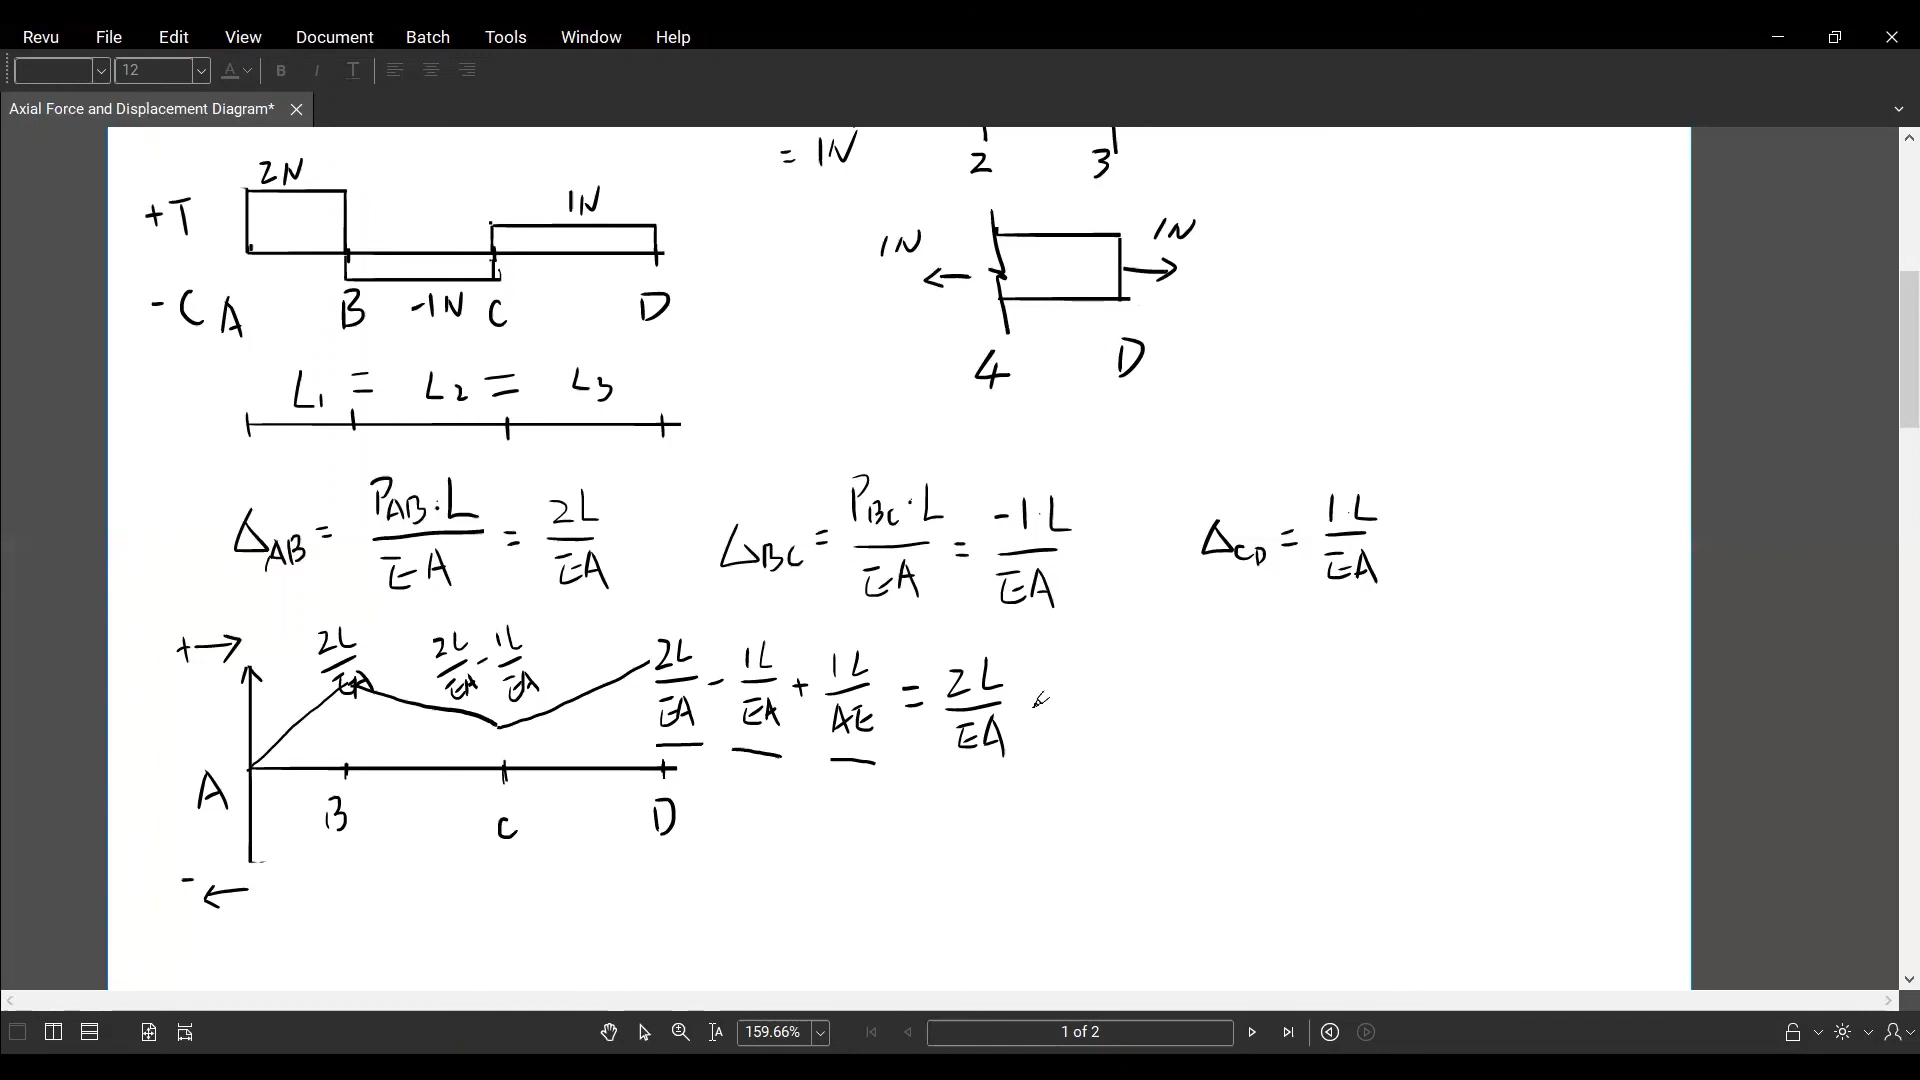 Revu File Edit View Document Batch Tools Window Help
12 A B I T
Axial Force and Displacement Diagram*
= 1N 2 3
2N
+T 1N
1N 1N
-C A B -1N C D
4 D
L1 = L2 = L3
ΔAB = PAB·L / EA = 2L / EA ΔBC = PBC·L / EA = -1·L / EA ΔCD = 1·L / EA
+→ 2L/EA 2L/EA - 1L/EA 2L/EA - 1L/EA + 1L/AE = 2L/EA
A B C D
-←
159.66% 1 of 2